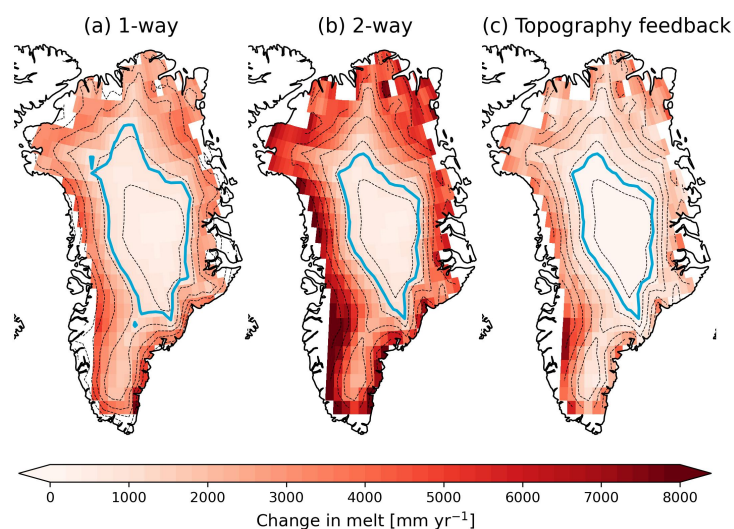 (a) 1-way
(b) 2-way
(c) Topography feedback
0 1000 2000 3000 4000 5000 6000 7000 8000
Change in melt [mm yr⁻¹]